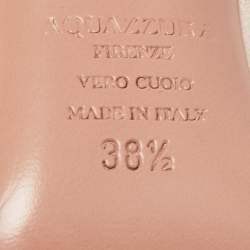 AQUAZZURA
FIRENZE
VERO CUOIO
MADE IN ITALY
38½